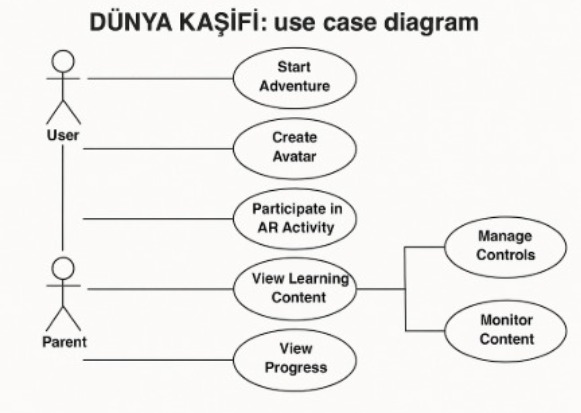 DÜNYA KAŞİFİ: use case diagram
Start
Adventure
User
Create
Avatar
Participate in
AR Activity
Manage
Controls
View Learning
Content
Monitor
Content
Parent
View
Progress